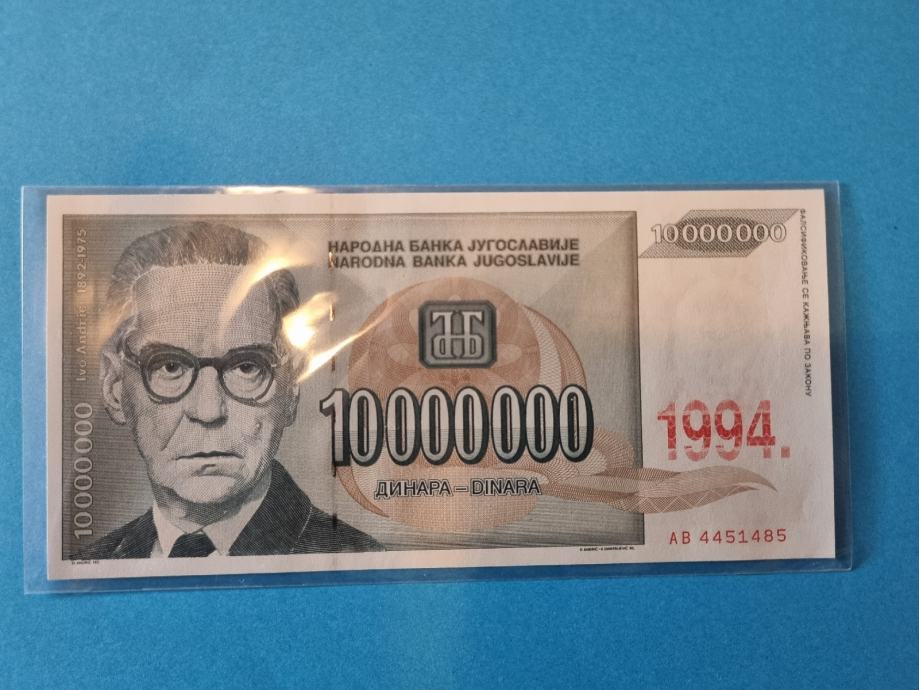 НАРОДНА БАНКА ЈУГОСЛАВИЈЕ
NARODNA BANKA JUGOSLAVIJE
10000000
ФАЛСИФИКОВАЊЕ СЕ КАЖЊАВА ПО ЗАКОНУ
Ivo Andrić 1892-1975
10000000
10000000
ДИНАРА – DINARA
1994.
AB 4451485